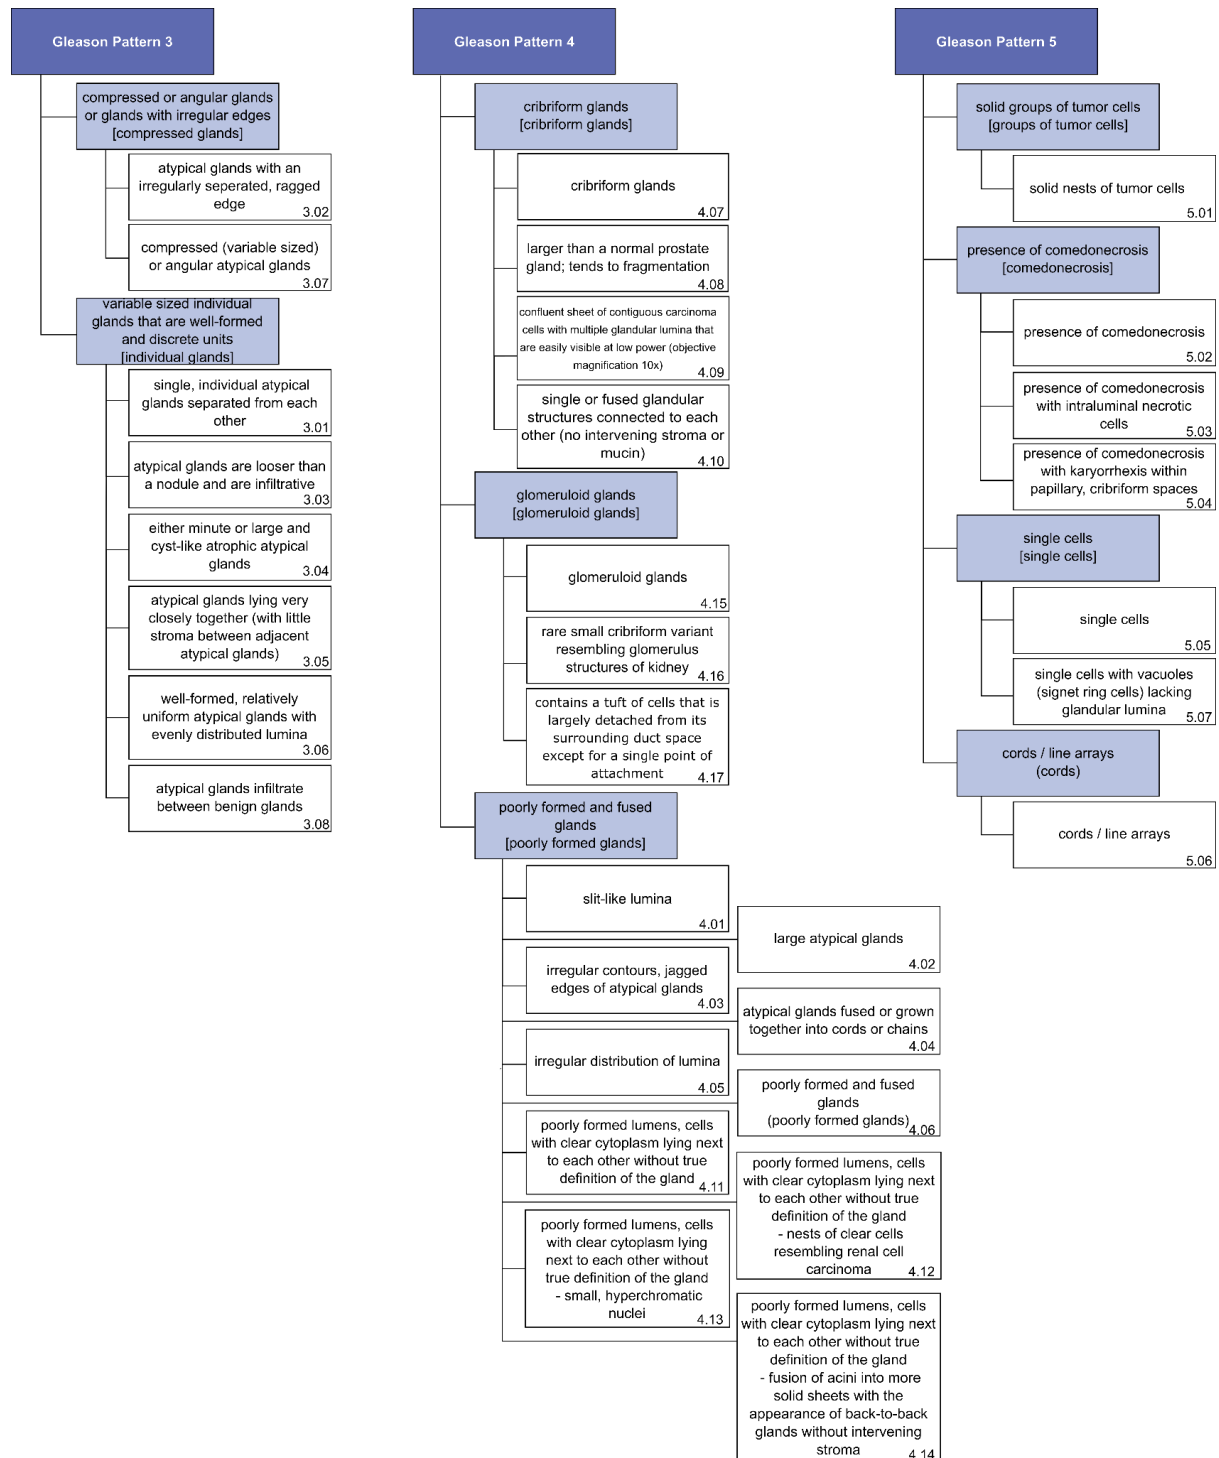 Gleason Pattern 3
compressed or angular glands
or glands with irregular edges
[compressed glands]
atypical glands with an
irregularly seperated, ragged
edge
3.02
compressed (variable sized)
or angular atypical glands
3.07
variable sized individual
glands that are well-formed
and discrete units
[individual glands]
single, individual atypical
glands separated from each
other
3.01
atypical glands are looser than
a nodule and are infiltrative
3.03
either minute or large and
cyst-like atrophic atypical
glands
3.04
atypical glands lying very
closely together (with little
stroma between adjacent
atypical glands)
3.05
well-formed, relatively
uniform atypical glands with
evenly distributed lumina
3.06
atypical glands infiltrate
between benign glands
3.08
Gleason Pattern 4
cribriform glands
[cribriform glands]
cribriform glands
4.07
larger than a normal prostate
gland; tends to fragmentation
4.08
confluent sheet of contiguous carcinoma
cells with multiple glandular lumina that
are easily visible at low power (objective
magnification 10x)
4.09
single or fused glandular
structures connected to each
other (no intervening stroma or
mucin)
4.10
glomeruloid glands
[glomeruloid glands]
glomeruloid glands
4.15
rare small cribriform variant
resembling glomerulus
structures of kidney
4.16
contains a tuft of cells that is
largely detached from its
surrounding duct space
except for a single point of
attachment
4.17
poorly formed and fused
glands
[poorly formed glands]
slit-like lumina
4.01
large atypical glands
4.02
irregular contours, jagged
edges of atypical glands
4.03
atypical glands fused or grown
together into cords or chains
4.04
irregular distribution of lumina
4.05
poorly formed and fused
glands
(poorly formed glands)
4.06
poorly formed lumens, cells
with clear cytoplasm lying next
to each other without true
definition of the gland
4.11
poorly formed lumens, cells
with clear cytoplasm lying next
to each other without true
definition of the gland
- nests of clear cells
resembling renal cell
carcinoma
4.12
poorly formed lumens, cells
with clear cytoplasm lying
next to each other without
true definition of the gland
- small, hyperchromatic
nuclei
4.13
poorly formed lumens, cells
with clear cytoplasm lying next
to each other without true
definition of the gland
- fusion of acini into more
solid sheets with the
appearance of back-to-back
glands without intervening
stroma
4.14
Gleason Pattern 5
solid groups of tumor cells
[groups of tumor cells]
solid nests of tumor cells
5.01
presence of comedonecrosis
[comedonecrosis]
presence of comedonecrosis
5.02
presence of comedonecrosis
with intraluminal necrotic
cells
5.03
presence of comedonecrosis
with karyorrhexis within
papillary, cribriform spaces
5.04
single cells
[single cells]
single cells
5.05
single cells with vacuoles
(signet ring cells) lacking
glandular lumina
5.07
cords / line arrays
(cords)
cords / line arrays
5.06